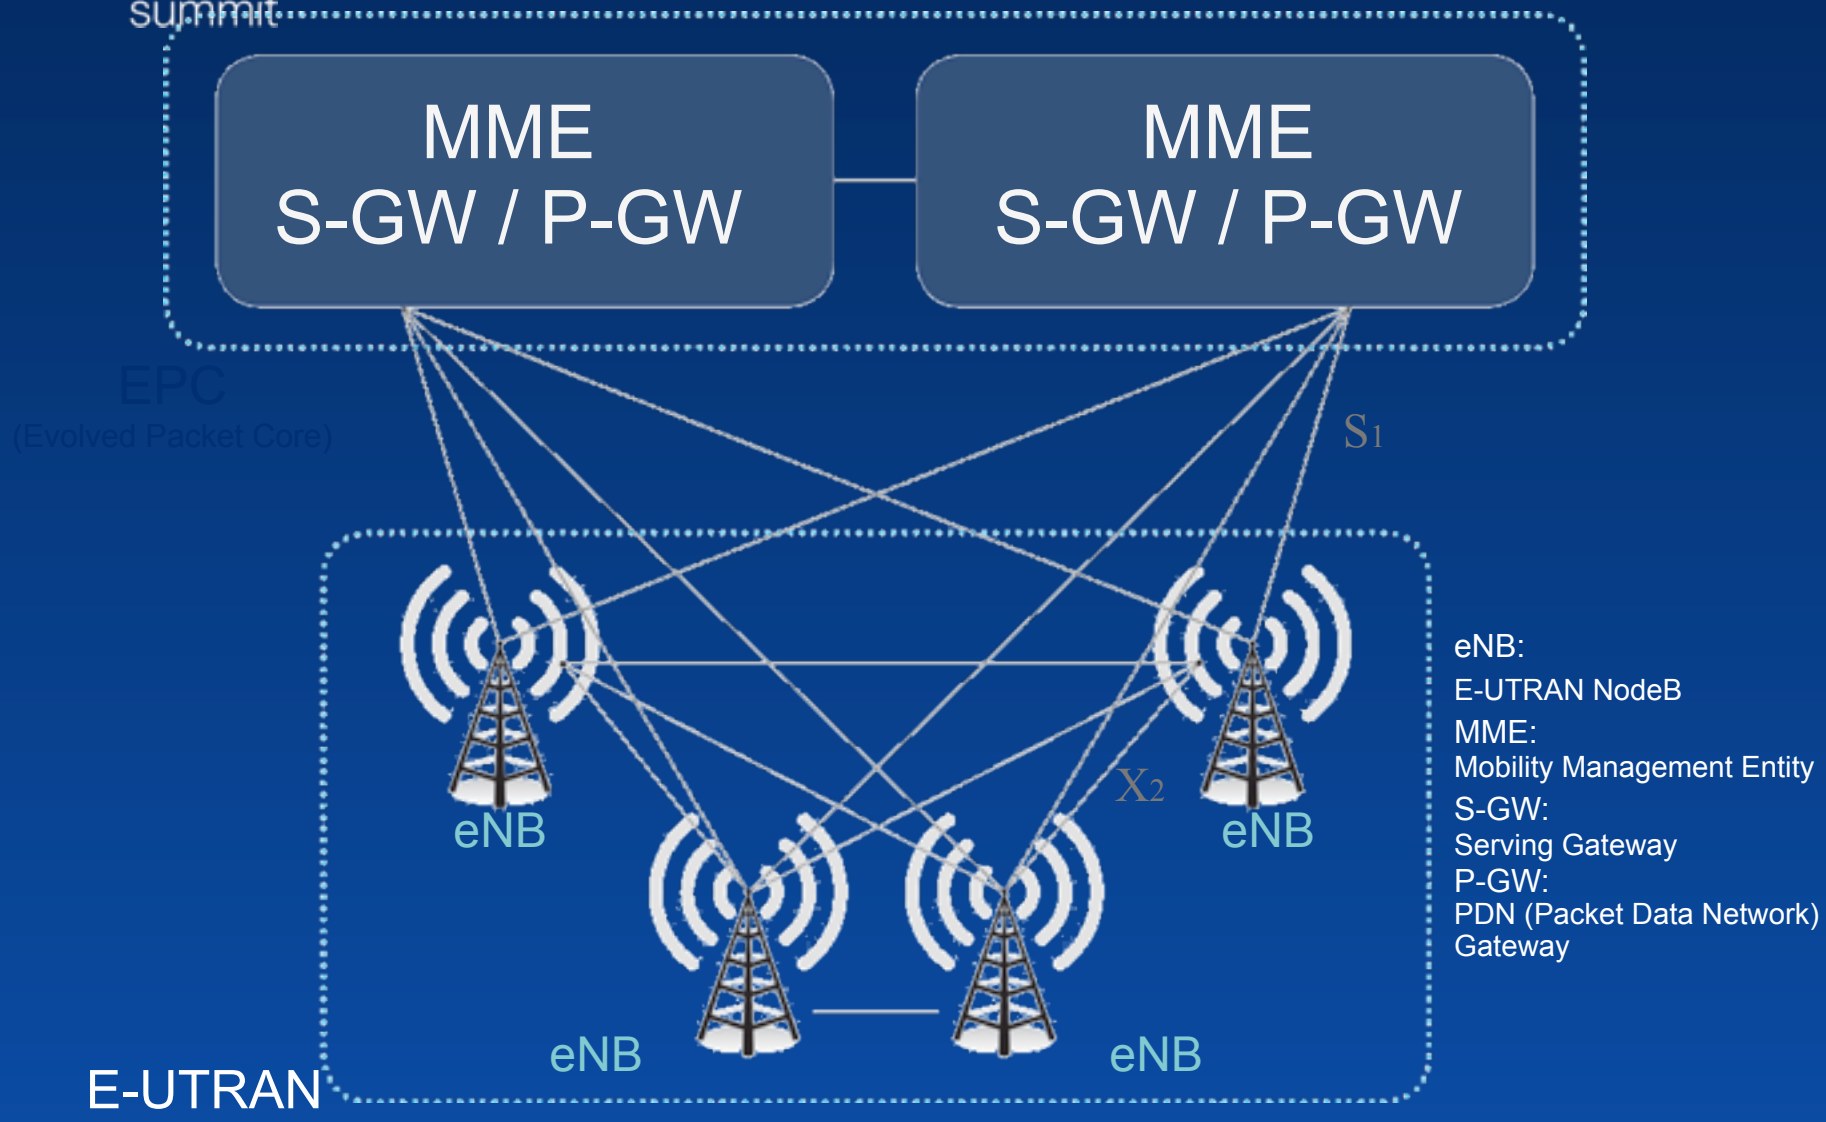 summit
MME
S-GW / P-GW
MME
S-GW / P-GW
EPC
(Evolved Packet Core)
S1
X2
eNB
eNB
eNB
eNB
E-UTRAN
eNB:
E-UTRAN NodeB
MME:
Mobility Management Entity
S-GW:
Serving Gateway
P-GW:
PDN (Packet Data Network)
Gateway